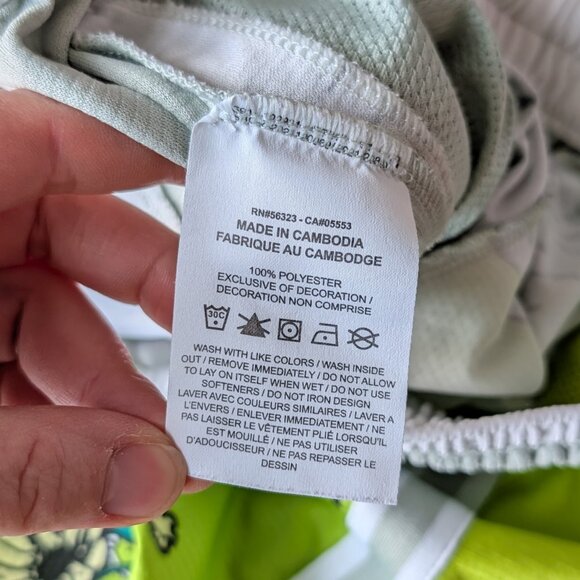 RN#56323 - CA#05553
MADE IN CAMBODIA
FABRIQUE AU CAMBODGE
100% POLYESTER
EXCLUSIVE OF DECORATION /
DECORATION NON COMPRISE
30C
WASH WITH LIKE COLORS / WASH INSIDE
OUT / REMOVE IMMEDIATELY / DO NOT ALLOW
TO LAY ON ITSELF WHEN WET / DO NOT USE
SOFTENERS / DO NOT IRON DESIGN
LAVER AVEC COULEURS SIMILAIRES / LAVER A
L'ENVERS / ENLEVER IMMEDIATEMENT / NE
PAS LAISSER LE VÊTEMENT PLIÉ LORSQU'IL
EST MOUILLÉ / NE PAS UTILISER
D'ADOUCISSEUR / NE PAS REPASSER LE
DESSIN